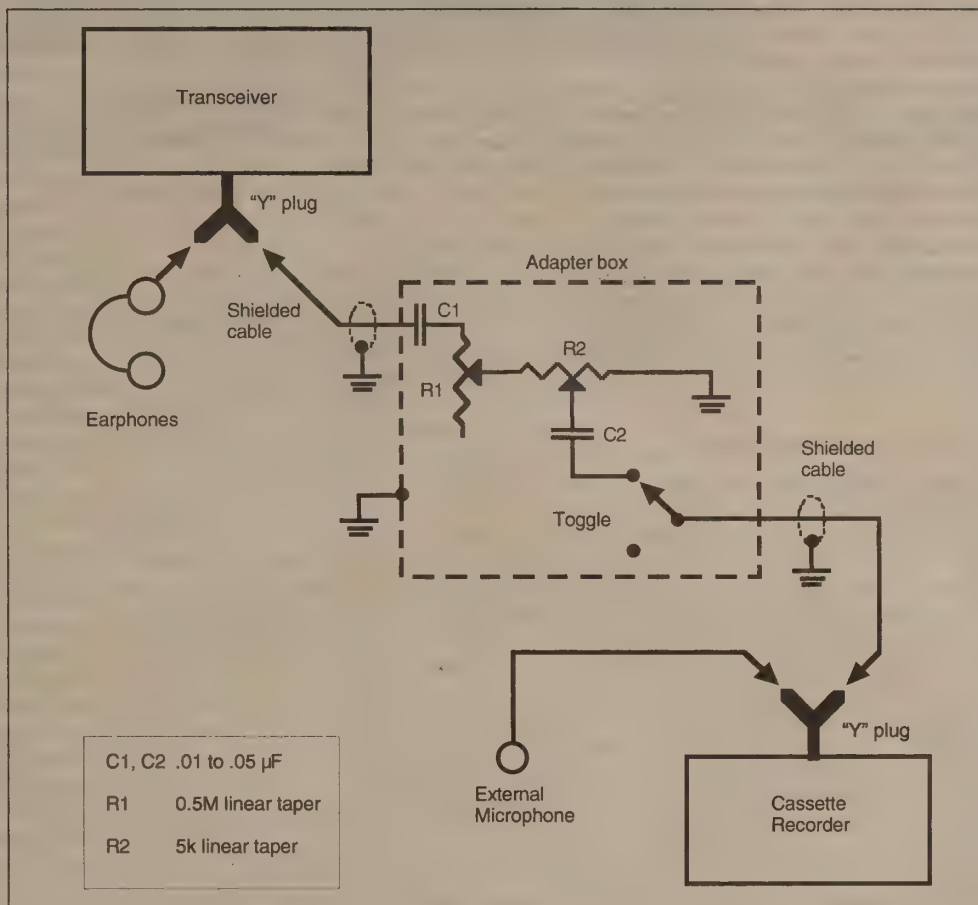 Transceiver
"Y" plug
Earphones
Shielded
cable
Adapter box
C1
R1
R2
C2
Toggle
Shielded
cable
External
Microphone
"Y" plug
Cassette
Recorder
C1, C2 .01 to .05 µF
R1 0.5M linear taper
R2 5k linear taper